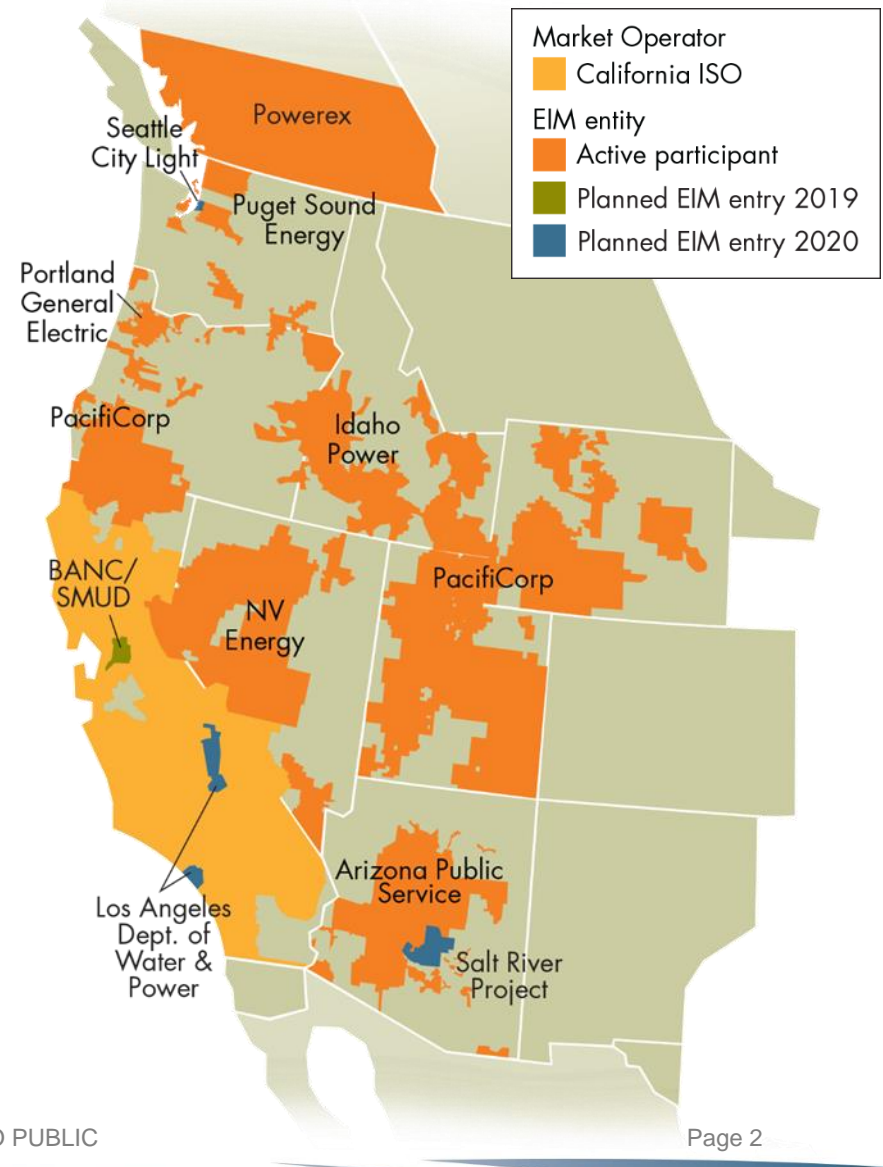 Market Operator
California ISO
EIM entity
Active participant
Planned EIM entry 2019
Planned EIM entry 2020
Powerex
Seattle
City Light
Puget Sound
Energy
Portland
General
Electric
PacifiCorp
Idaho
Power
BANC/
SMUD
NV
Energy
PacifiCorp
Arizona Public
Service
Los Angeles
Dept. of
Water &
Power
Salt River
Project
PUBLIC
Page 2